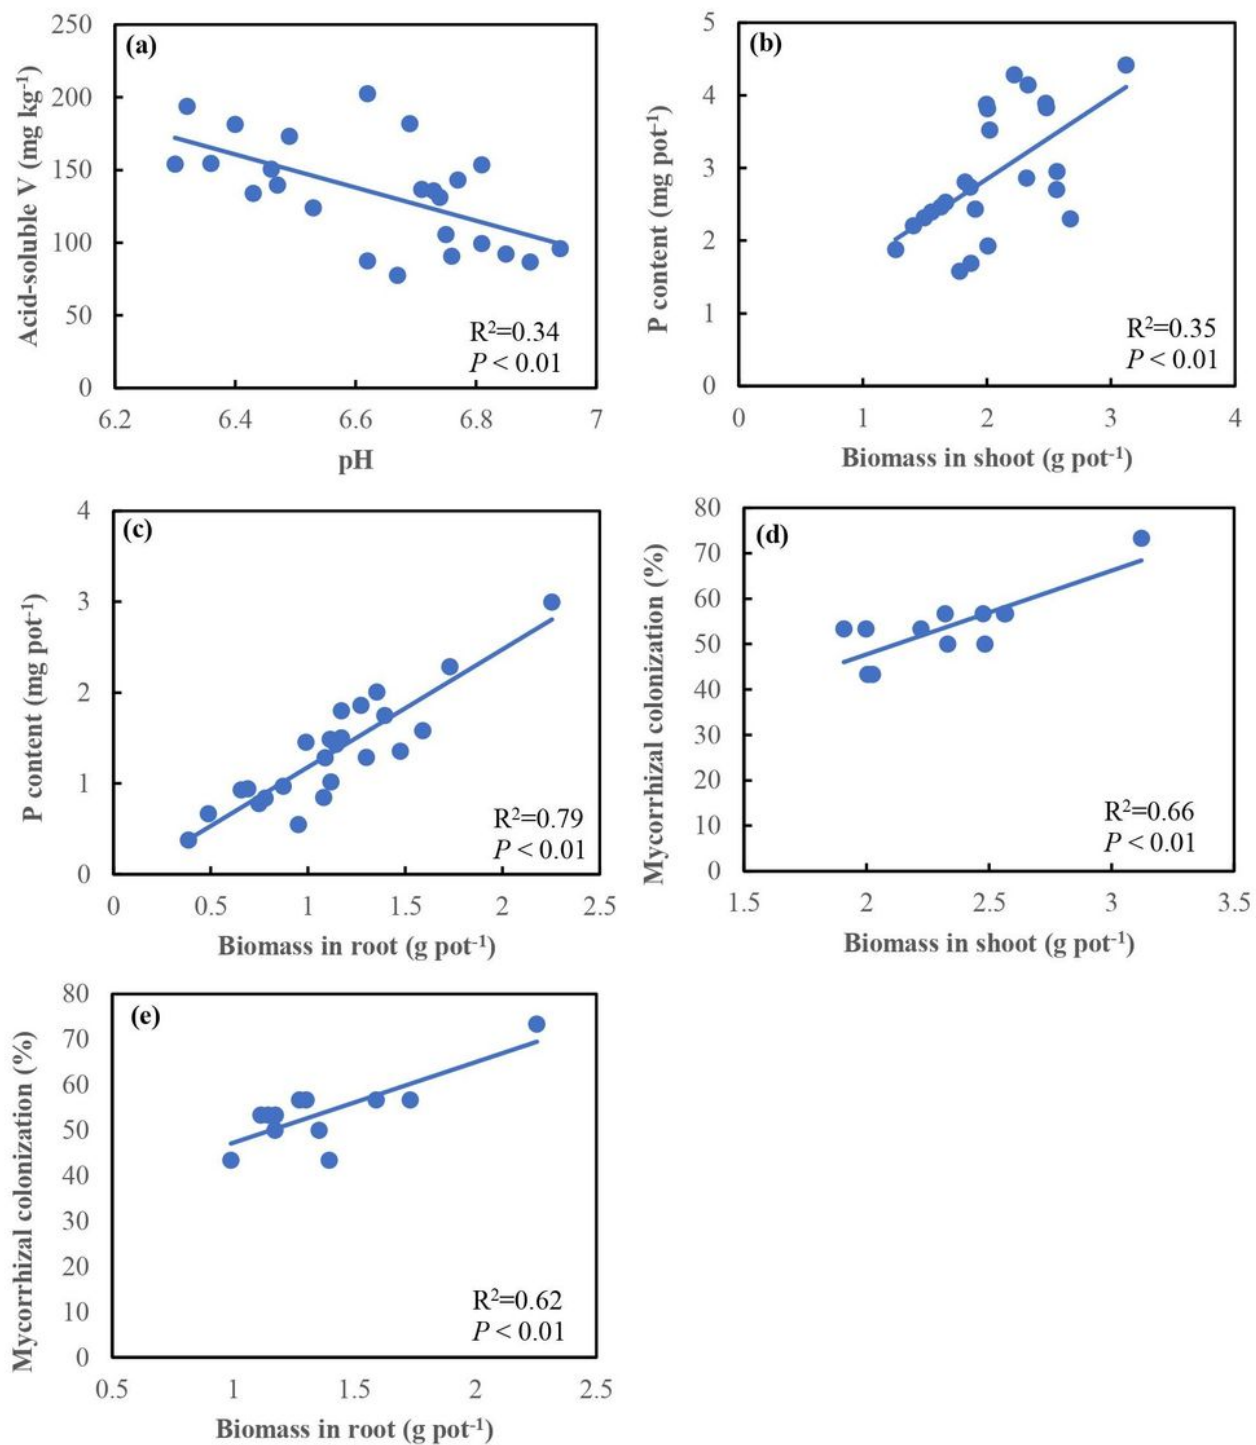 (a)
Acid-soluble V (mg kg⁻¹)
250
200
150
100
50
0
R²=0.34
P < 0.01
6.2 6.4 6.6 6.8 7
pH
(b)
P content (mg pot⁻¹)
5
4
3
2
1
0
R²=0.35
P < 0.01
0 1 2 3 4
Biomass in shoot (g pot⁻¹)
(c)
P content (mg pot⁻¹)
4
3
2
1
0
R²=0.79
P < 0.01
0 0.5 1 1.5 2 2.5
Biomass in root (g pot⁻¹)
(d)
Mycorrhizal colonization (%)
80
70
60
50
40
30
20
10
0
R²=0.66
P < 0.01
1.5 2 2.5 3 3.5
Biomass in shoot (g pot⁻¹)
(e)
Mycorrhizal colonization (%)
80
70
60
50
40
30
20
10
0
R²=0.62
P < 0.01
0.5 1 1.5 2 2.5
Biomass in root (g pot⁻¹)